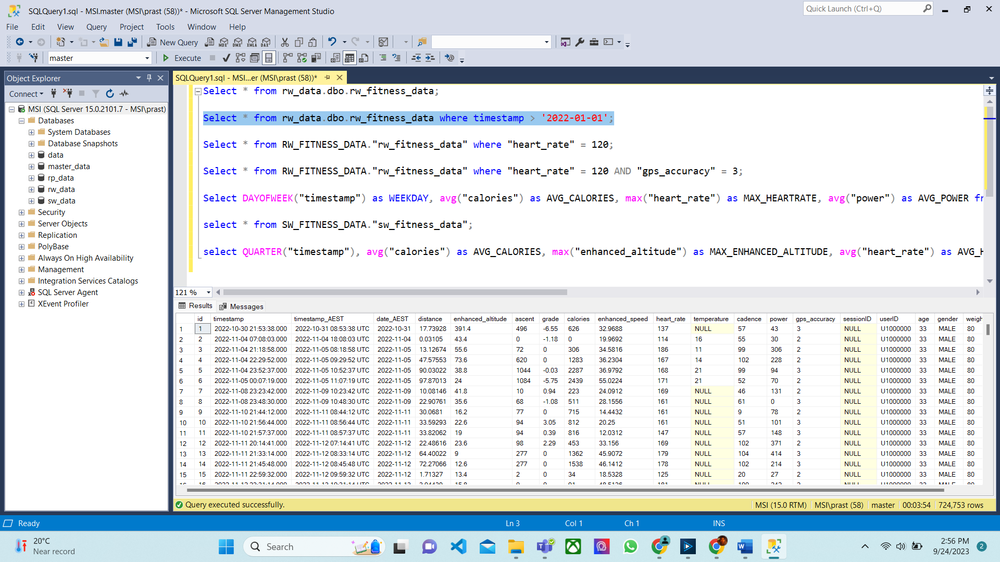 SQLQuery1.sql - MSI.master (MSI\prast (58))* - Microsoft SQL Server Management Studio
Quick Launch (Ctrl+Q)
File Edit View Query Project Tools Window Help
New Query MDX DMX XMLA DAX
master Execute
Object Explorer
Connect
MSI (SQL Server 15.0.2101.7 - MSI\prast)
Databases
System Databases
Database Snapshots
data
master_data
rp_data
rw_data
sw_data
Security
Server Objects
Replication
PolyBase
Always On High Availability
Management
Integration Services Catalogs
SQL Server Agent
XEvent Profiler
SQLQuery1.sql - MSI...er (MSI\prast (58))*
Select * from rw_data.dbo.rw_fitness_data;
Select * from rw_data.dbo.rw_fitness_data where timestamp > '2022-01-01';
Select * from RW_FITNESS_DATA."rw_fitness_data" where "heart_rate" = 120;
Select * from RW_FITNESS_DATA."rw_fitness_data" where "heart_rate" = 120 AND "gps_accuracy" = 3;
Select DAYOFWEEK("timestamp") as WEEKDAY, avg("calories") as AVG_CALORIES, max("heart_rate") as MAX_HEARTRATE, avg("power") as AVG_POWER fr
select * from SW_FITNESS_DATA."sw_fitness_data";
select QUARTER("timestamp"), avg("calories") as AVG_CALORIES, max("enhanced_altitude") as MAX_ENHANCED_ALTITUDE, avg("heart_rate") as AVG_H
121 %
Results Messages
id timestamp timestamp_AEST date_AEST distance enhanced_altitude ascent grade calories enhanced_speed heart_rate temperature cadence power gps_accuracy sessionID userID age gender weigh
1 1 2022-10-30 21:53:38.000 2022-10-31 08:53:38 UTC 2022-10-31 17.73928 391.4 496 -6.55 626 32.9688 137 NULL 57 43 3 NULL U1000000 33 MALE 80
2 2 2022-11-04 07:08:03.000 2022-11-04 18:08:03 UTC 2022-11-04 0.03105 43.4 0 -1.18 0 19.9692 114 16 55 30 2 NULL U1000000 33 MALE 80
3 3 2022-11-04 21:18:58.000 2022-11-05 08:18:58 UTC 2022-11-05 13.12674 55.6 72 0 306 34.5816 186 11 99 306 2 NULL U1000000 33 MALE 80
4 4 2022-11-04 22:29:52.000 2022-11-05 09:29:52 UTC 2022-11-05 47.57553 73.6 620 0 1283 36.2304 167 14 102 228 2 NULL U1000000 33 MALE 80
5 5 2022-11-04 23:52:37.000 2022-11-05 10:52:37 UTC 2022-11-05 90.03022 38.8 1044 -0.03 2287 36.9792 168 21 99 94 3 NULL U1000000 33 MALE 80
6 6 2022-11-05 00:07:19.000 2022-11-05 11:07:19 UTC 2022-11-05 97.87013 24 1084 -5.75 2439 55.0224 171 21 52 70 2 NULL U1000000 33 MALE 80
7 7 2022-11-08 23:23:42.000 2022-11-09 10:23:42 UTC 2022-11-09 10.08146 41.8 10 0.94 223 24.0912 169 NULL 46 131 2 NULL U1000000 33 MALE 80
8 8 2022-11-08 23:48:30.000 2022-11-09 10:48:30 UTC 2022-11-09 22.90761 35.6 68 -1.08 511 28.1556 161 NULL 61 0 3 NULL U1000000 33 MALE 80
9 9 2022-11-10 21:44:12.000 2022-11-11 08:44:12 UTC 2022-11-11 30.0681 16.2 77 0 715 14.4432 161 NULL 9 78 2 NULL U1000000 33 MALE 80
10 10 2022-11-10 21:56:44.000 2022-11-11 08:56:44 UTC 2022-11-11 33.59293 22.6 94 3.05 812 20.25 161 NULL 51 101 3 NULL U1000000 33 MALE 80
11 11 2022-11-10 21:57:37.000 2022-11-11 08:57:37 UTC 2022-11-11 33.82062 19 94 0.39 816 12.0312 147 NULL 57 148 3 NULL U1000000 33 MALE 80
12 12 2022-11-11 20:14:41.000 2022-11-12 07:14:41 UTC 2022-11-12 22.48616 23.6 98 2.29 453 33.156 169 NULL 102 371 2 NULL U1000000 33 MALE 80
13 13 2022-11-11 21:33:14.000 2022-11-12 08:33:14 UTC 2022-11-12 64.40022 9 277 0 1362 45.9072 179 NULL 104 414 3 NULL U1000000 33 MALE 80
14 14 2022-11-11 21:45:48.000 2022-11-12 08:45:48 UTC 2022-11-12 72.27066 12.6 277 0 1538 46.1412 178 NULL 102 214 3 NULL U1000000 33 MALE 80
15 15 2022-11-11 22:59:32.000 2022-11-12 09:59:32 UTC 2022-11-12 1.71327 13.4 2 0 34 18.5328 125 NULL 20 27 2 NULL U1000000 33 MALE 80
Query executed successfully. MSI (15.0 RTM) MSI\prast (58) master 00:03:54 724,753 rows
Ready Ln 3 Col 1 Ch 1 INS
20°C
Near record
Search
2:56 PM
9/24/2023
2